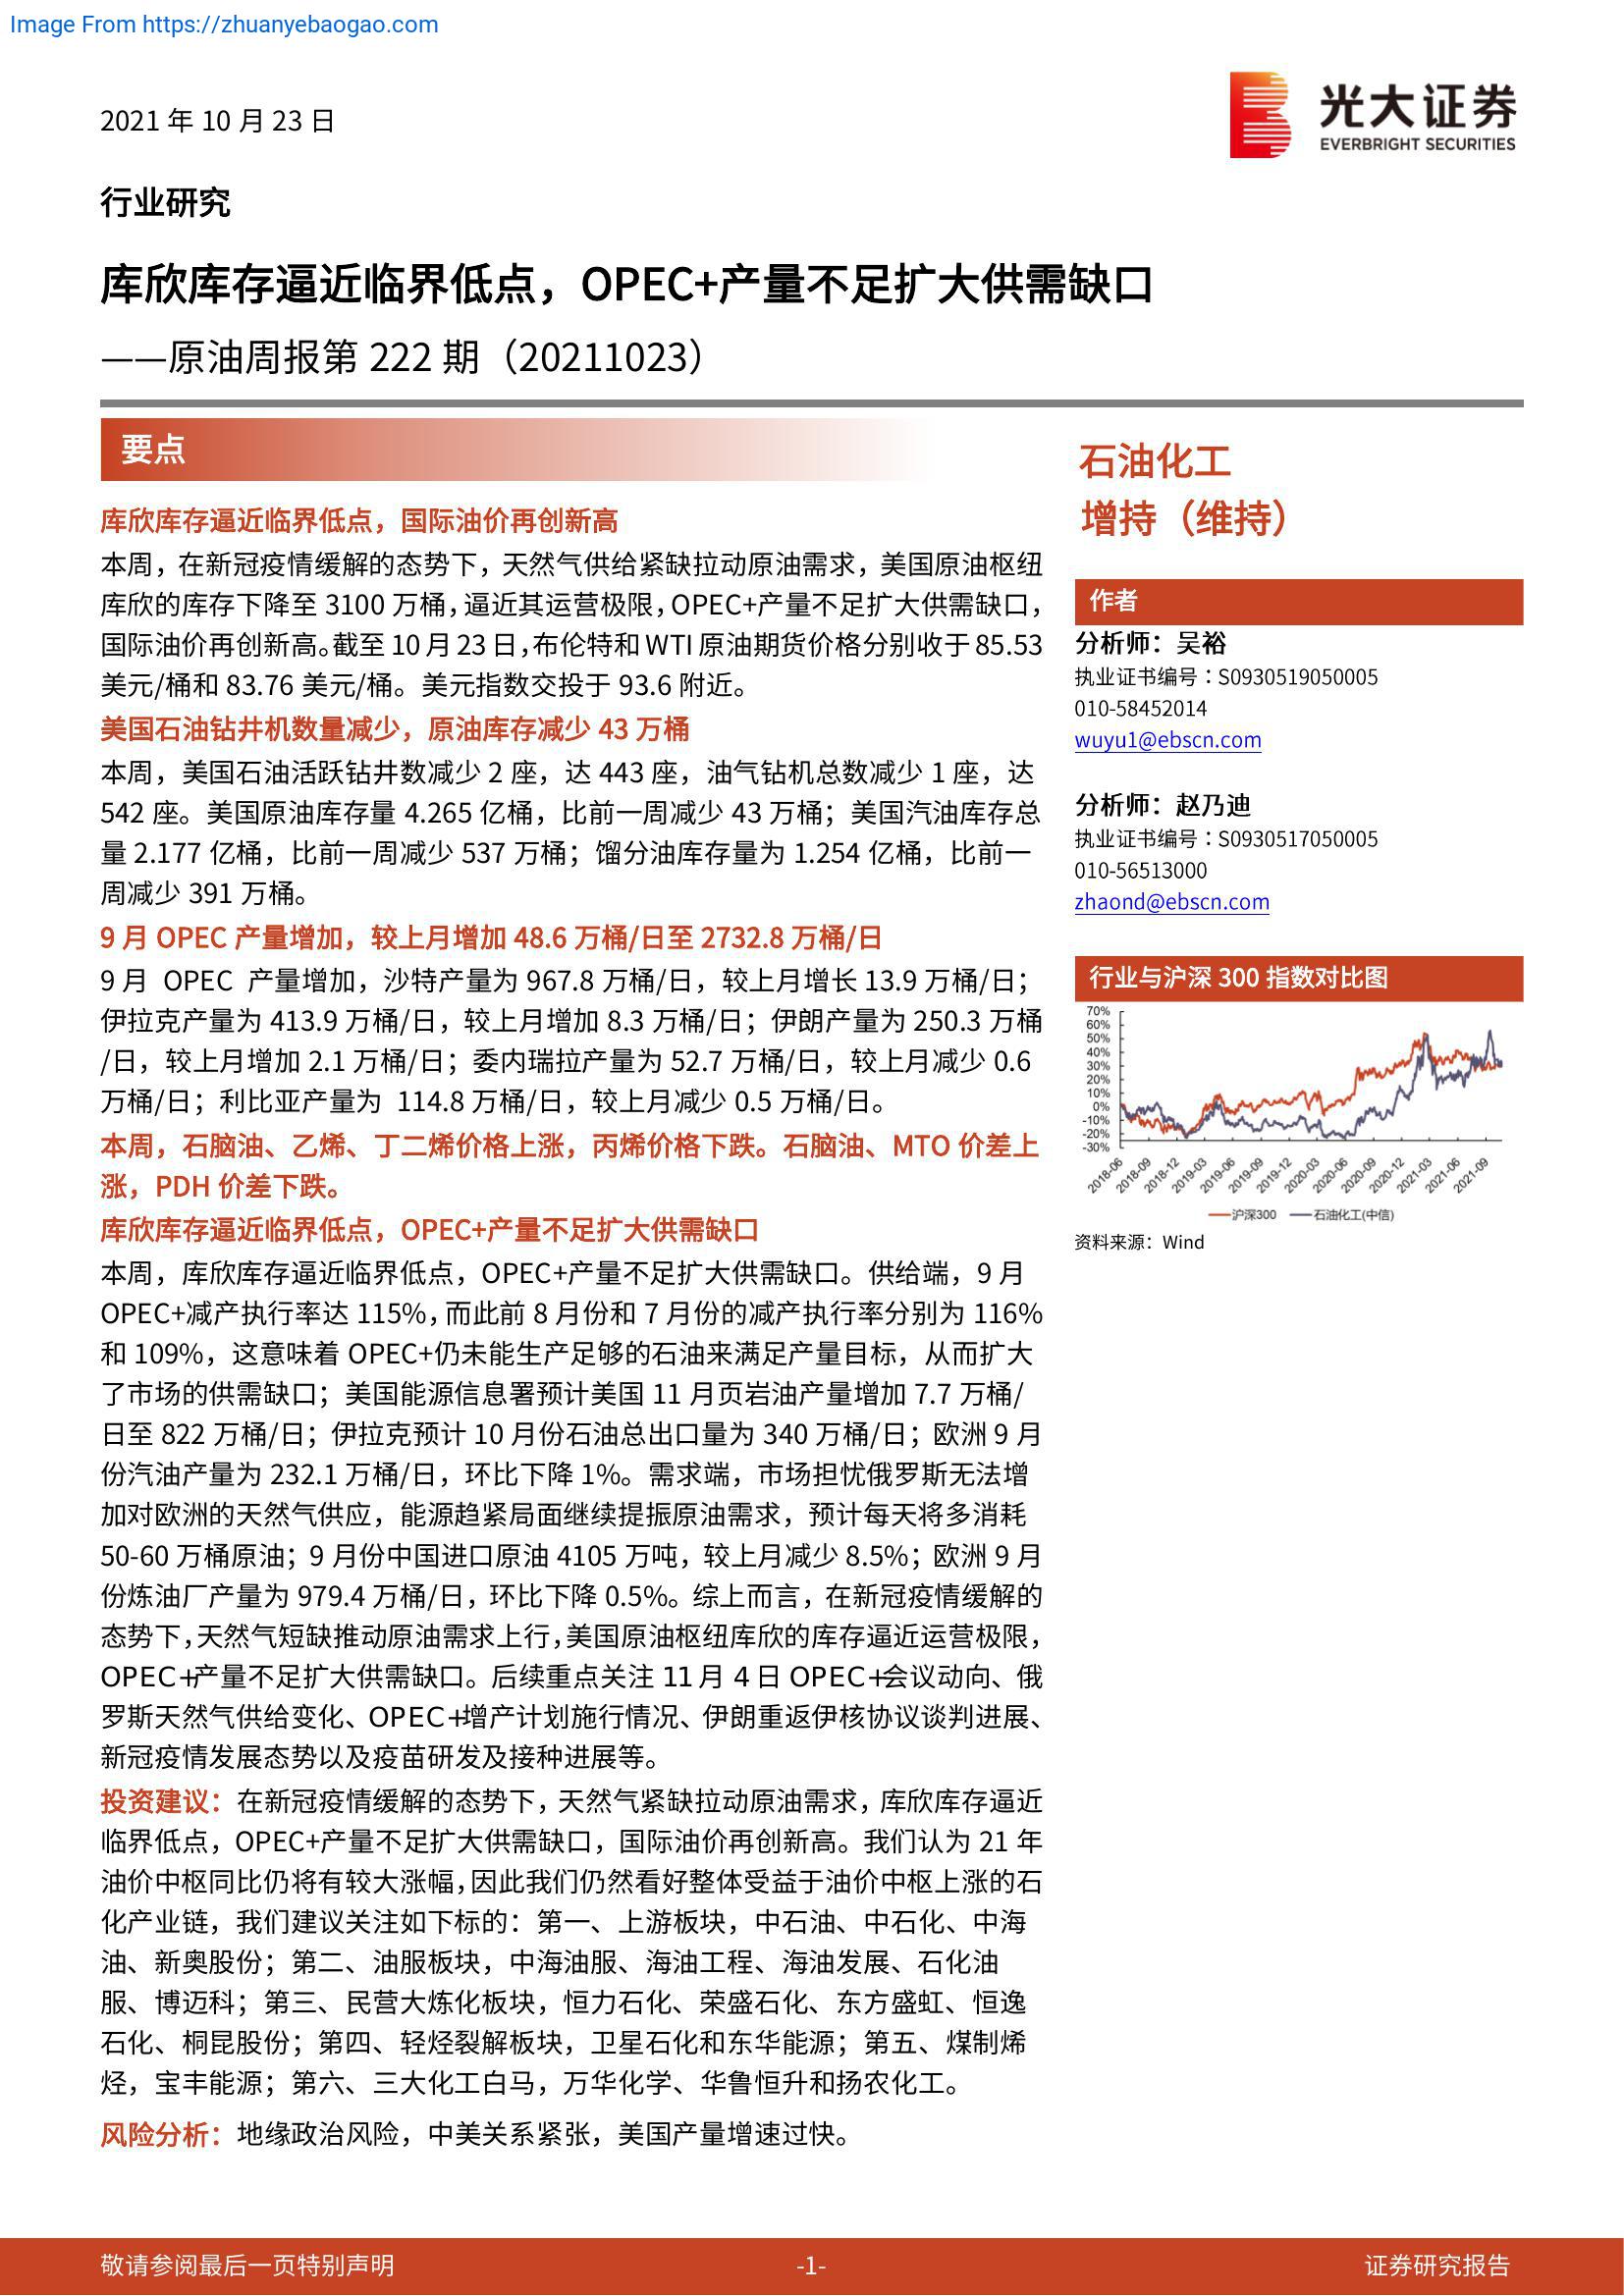 Image From https://zhuanyebaogao.com
2021 年 10 月 23 日
光大证券
EVERBRIGHT SECURITIES
行业研究
库欣库存逼近临界低点，OPEC+产量不足扩大供需缺口
——原油周报第 222 期（20211023）
要点
库欣库存逼近临界低点，国际油价再创新高
本周，在新冠疫情缓解的态势下，天然气供给紧缺拉动原油需求，美国原油枢纽
库欣的库存下降至 3100 万桶，逼近其运营极限，OPEC+产量不足扩大供需缺口，
国际油价再创新高。截至 10 月 23 日，布伦特和 WTI 原油期货价格分别收于 85.53
美元/桶和 83.76 美元/桶。美元指数交投于 93.6 附近。
美国石油钻井机数量减少，原油库存减少 43 万桶
本周，美国石油活跃钻井数减少 2 座，达 443 座，油气钻机总数减少 1 座，达
542 座。美国原油库存量 4.265 亿桶，比前一周减少 43 万桶；美国汽油库存总
量 2.177 亿桶，比前一周减少 537 万桶；馏分油库存量为 1.254 亿桶，比前一
周减少 391 万桶。
9 月 OPEC 产量增加，较上月增加 48.6 万桶/日至 2732.8 万桶/日
9 月 OPEC 产量增加，沙特产量为 967.8 万桶/日，较上月增长 13.9 万桶/日；
伊拉克产量为 413.9 万桶/日，较上月增加 8.3 万桶/日；伊朗产量为 250.3 万桶
/日，较上月增加 2.1 万桶/日；委内瑞拉产量为 52.7 万桶/日，较上月减少 0.6
万桶/日；利比亚产量为 114.8 万桶/日，较上月减少 0.5 万桶/日。
本周，石脑油、乙烯、丁二烯价格上涨，丙烯价格下跌。石脑油、MTO 价差上
涨，PDH 价差下跌。
库欣库存逼近临界低点，OPEC+产量不足扩大供需缺口
本周，库欣库存逼近临界低点，OPEC+产量不足扩大供需缺口。供给端，9 月
OPEC+减产执行率达 115%，而此前 8 月份和 7 月份的减产执行率分别为 116%
和 109%，这意味着 OPEC+仍未能生产足够的石油来满足产量目标，从而扩大
了市场的供需缺口；美国能源信息署预计美国 11 月页岩油产量增加 7.7 万桶/
日至 822 万桶/日；伊拉克预计 10 月份石油总出口量为 340 万桶/日；欧洲 9 月
份汽油产量为 232.1 万桶/日，环比下降 1%。需求端，市场担忧俄罗斯无法增
加对欧洲的天然气供应，能源趋紧局面继续提振原油需求，预计每天将多消耗
50-60 万桶原油；9 月份中国进口原油 4105 万吨，较上月减少 8.5%；欧洲 9 月
份炼油厂产量为 979.4 万桶/日，环比下降 0.5%。综上而言，在新冠疫情缓解的
态势下，天然气短缺推动原油需求上行，美国原油枢纽库欣的库存逼近运营极限，
OPEC+产量不足扩大供需缺口。后续重点关注 11 月 4 日 OPEC+会议动向、俄
罗斯天然气供给变化、OPEC+增产计划施行情况、伊朗重返伊核协议谈判进展、
新冠疫情发展态势以及疫苗研发及接种进展等。
投资建议：在新冠疫情缓解的态势下，天然气紧缺拉动原油需求，库欣库存逼近
临界低点，OPEC+产量不足扩大供需缺口，国际油价再创新高。我们认为 21 年
油价中枢同比仍将有较大涨幅，因此我们仍然看好整体受益于油价中枢上涨的石
化产业链，我们建议关注如下标的：第一、上游板块，中石油、中石化、中海
油、新奥股份；第二、油服板块，中海油服、海油工程、海油发展、石化油
服、博迈科；第三、民营大炼化板块，恒力石化、荣盛石化、东方盛虹、恒逸
石化、桐昆股份；第四、轻烃裂解板块，卫星石化和东华能源；第五、煤制烯
烃，宝丰能源；第六、三大化工白马，万华化学、华鲁恒升和扬农化工。
风险分析：地缘政治风险，中美关系紧张，美国产量增速过快。
石油化工
增持（维持）
作者
分析师：吴裕
执业证书编号：S0930519050005
010-58452014
wuyu1@ebscn.com
分析师：赵乃迪
执业证书编号：S0930517050005
010-56513000
zhaond@ebscn.com
行业与沪深 300 指数对比图
70%
60%
50%
40%
30%
20%
10%
0%
-10%
-20%
-30%
2018-06 2018-09 2018-12 2019-03 2019-06 2019-09 2019-12 2020-03 2020-06 2020-09 2020-12 2021-03 2021-06 2021-09
沪深300 石油化工(中信)
资料来源：Wind
敬请参阅最后一页特别声明 -1- 证券研究报告